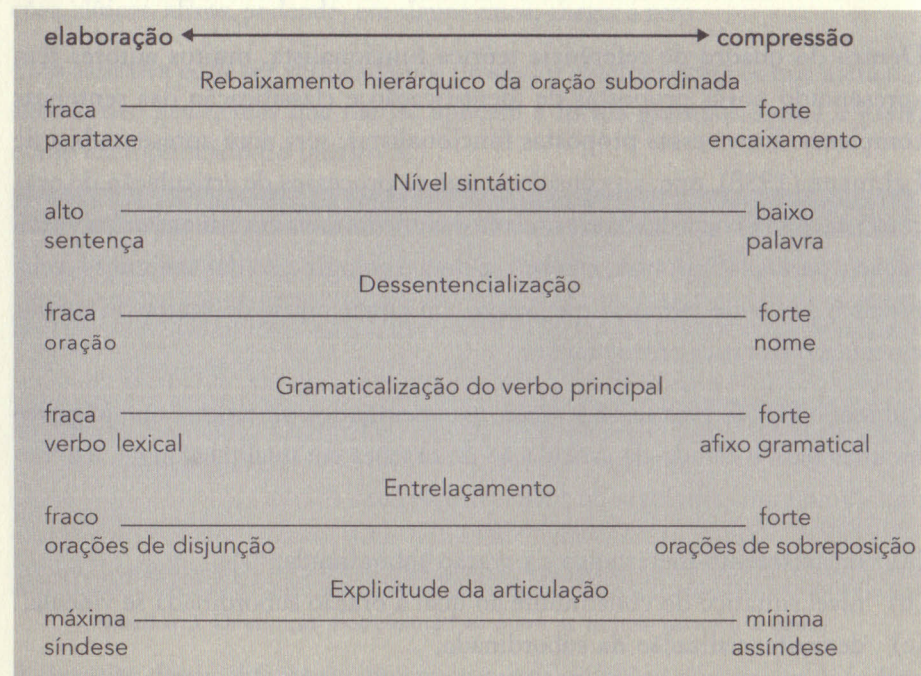 elaboração compressão
Rebaixamento hierárquico da oração subordinada
fraca forte
parataxe encaixamento
Nível sintático
alto baixo
sentença palavra
Dessentencialização
fraca forte
oração nome
Gramaticalização do verbo principal
fraca forte
verbo lexical afixo gramatical
Entrelaçamento
fraco forte
orações de disjunção orações de sobreposição
Explicitude da articulação
máxima mínima
síndese assíndese